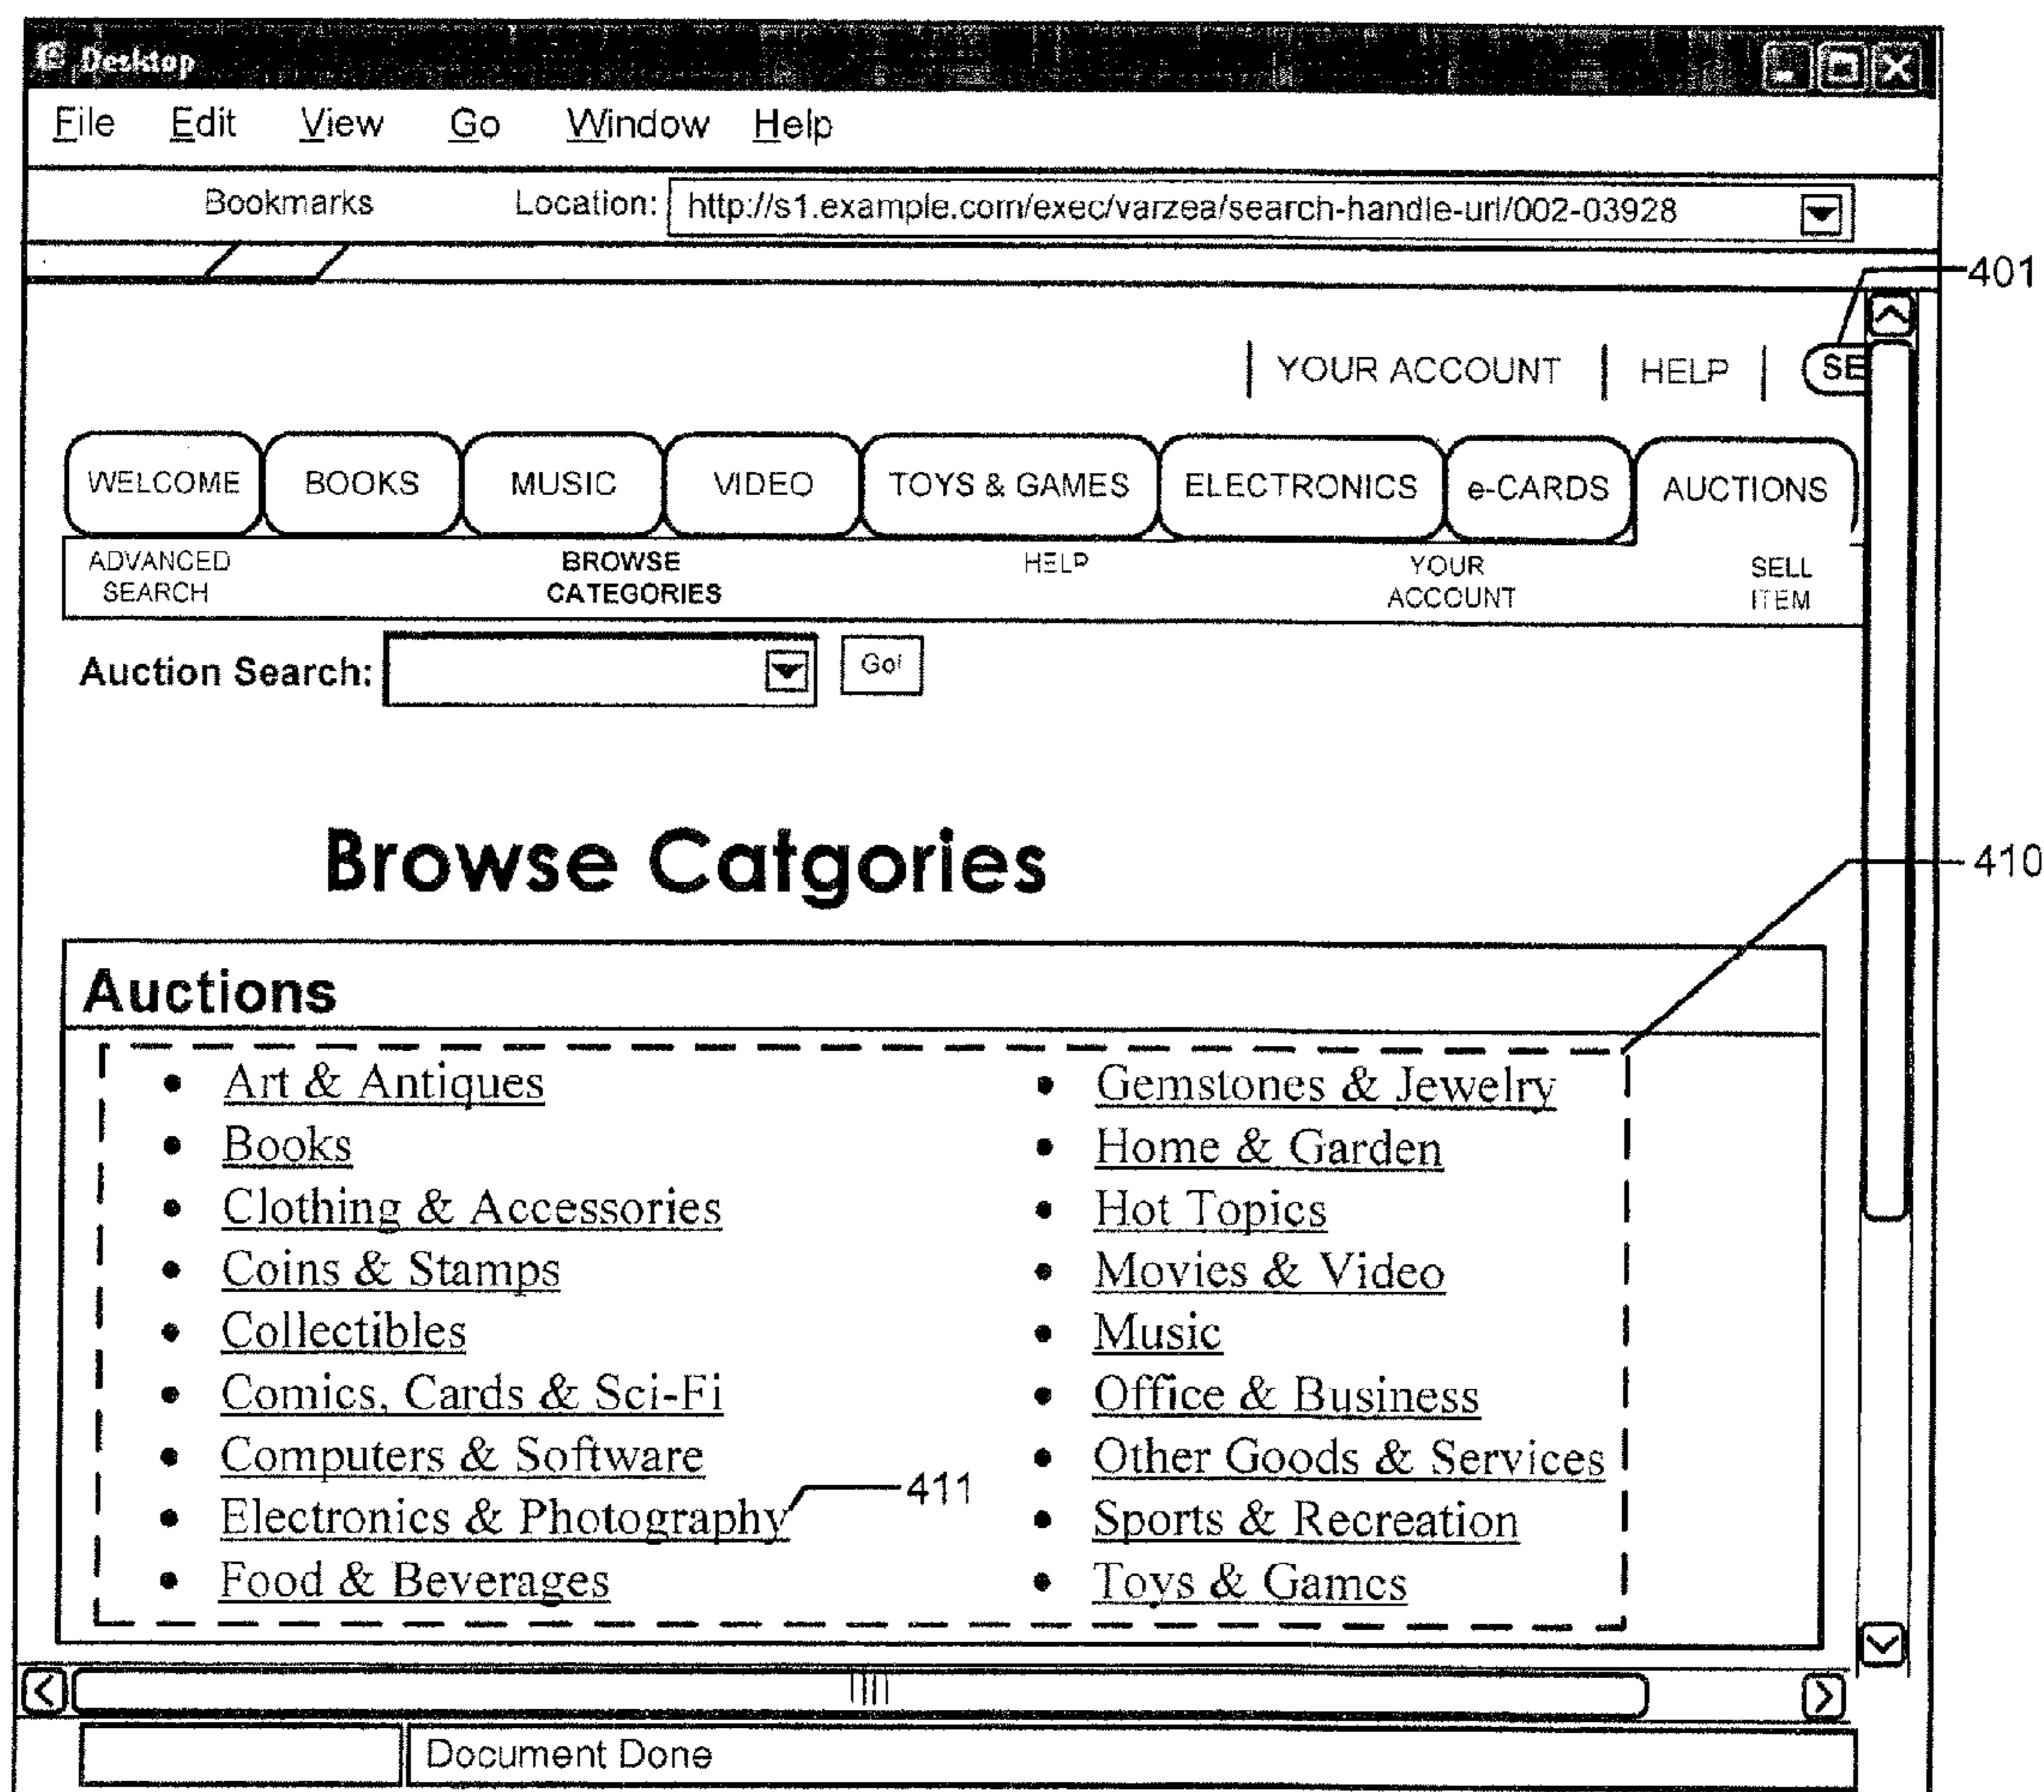 Desktop
File Edit View Go Window Help
Bookmarks Location: http://s1.example.com/exec/varzea/search-handle-url/002-03928
401
YOUR ACCOUNT | HELP | SE
WELCOME BOOKS MUSIC VIDEO TOYS & GAMES ELECTRONICS e-CARDS AUCTIONS
ADVANCED SEARCH BROWSE CATEGORIES HELP YOUR ACCOUNT SELL ITEM
Auction Search: Go!
Browse Catgories
410
Auctions
• Art & Antiques • Gemstones & Jewelry
• Books • Home & Garden
• Clothing & Accessories • Hot Topics
• Coins & Stamps • Movies & Video
• Collectibles • Music
• Comics, Cards & Sci-Fi • Office & Business
• Computers & Software • Other Goods & Services
• Electronics & Photography 411 • Sports & Recreation
• Food & Beverages • Toys & Games
Document Done